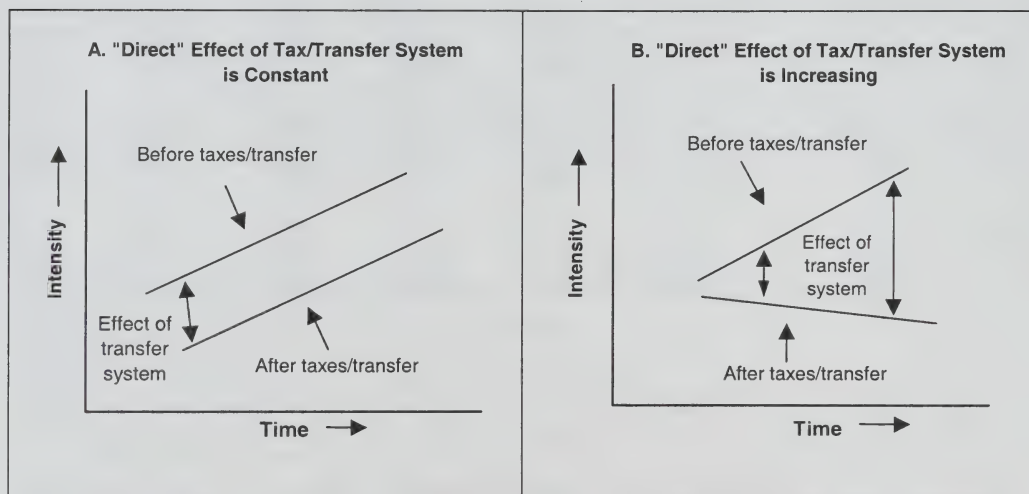 A. "Direct" Effect of Tax/Transfer System
is Constant
Intensity
Before taxes/transfer
Effect of
transfer
system
After taxes/transfer
Time
B. "Direct" Effect of Tax/Transfer System
is Increasing
Intensity
Before taxes/transfer
Effect of
transfer
system
After taxes/transfer
Time